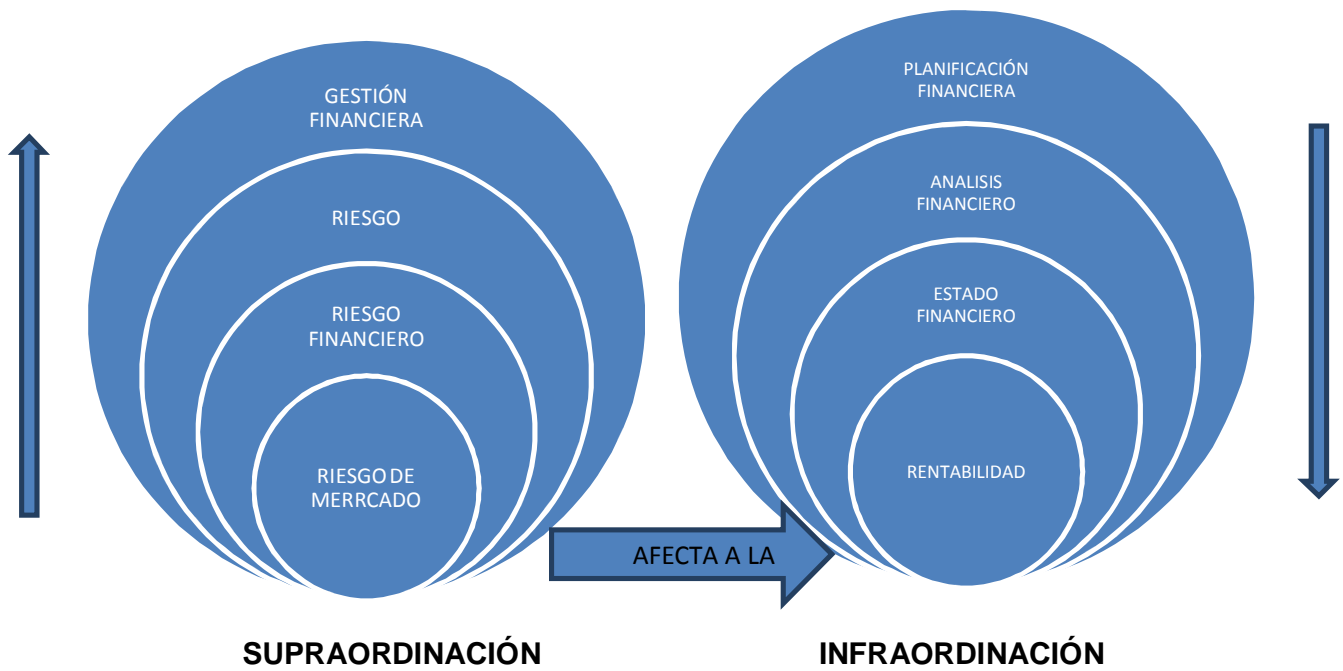 GESTIÓN
FINANCIERA
RIESGO
RIESGO
FINANCIERO
RIESGO DE
MERRCADO
PLANIFICACIÓN
FINANCIERA
ANALISIS
FINANCIERO
ESTADO
FINANCIERO
RENTABILIDAD
AFECTA A LA
SUPRAORDINACIÓN
INFRAORDINACIÓN